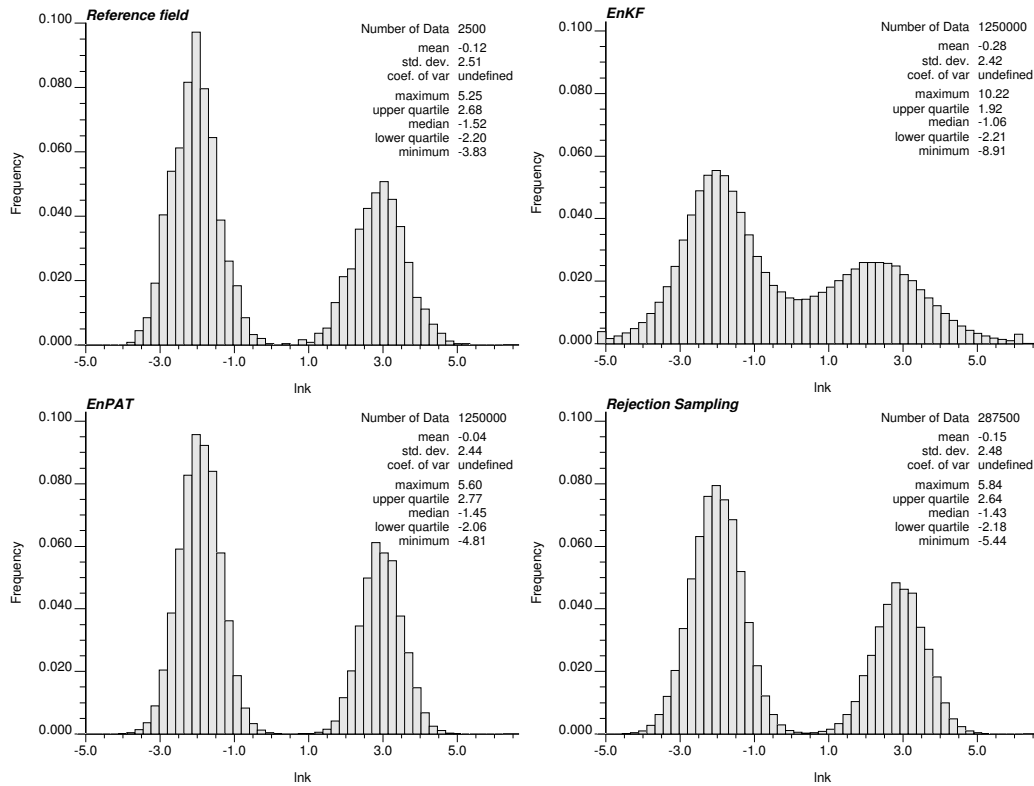 Reference field
Number of Data 2500
mean -0.12
std. dev. 2.51
coef. of var undefined
maximum 5.25
upper quartile 2.68
median -1.52
lower quartile -2.20
minimum -3.83
Frequency
0.100
0.080
0.060
0.040
0.020
0.000
-5.0 -3.0 -1.0 1.0 3.0 5.0
lnk
EnKF
Number of Data 1250000
mean -0.28
std. dev. 2.42
coef. of var undefined
maximum 10.22
upper quartile 1.92
median -1.06
lower quartile -2.21
minimum -8.91
Frequency
0.100
0.080
0.060
0.040
0.020
0.000
-5.0 -3.0 -1.0 1.0 3.0 5.0
lnk
EnPAT
Number of Data 1250000
mean -0.04
std. dev. 2.44
coef. of var undefined
maximum 5.60
upper quartile 2.77
median -1.45
lower quartile -2.06
minimum -4.81
Frequency
0.100
0.080
0.060
0.040
0.020
0.000
-5.0 -3.0 -1.0 1.0 3.0 5.0
lnk
Rejection Sampling
Number of Data 287500
mean -0.15
std. dev. 2.48
coef. of var undefined
maximum 5.84
upper quartile 2.64
median -1.43
lower quartile -2.18
minimum -5.44
Frequency
0.100
0.080
0.060
0.040
0.020
0.000
-5.0 -3.0 -1.0 1.0 3.0 5.0
lnk